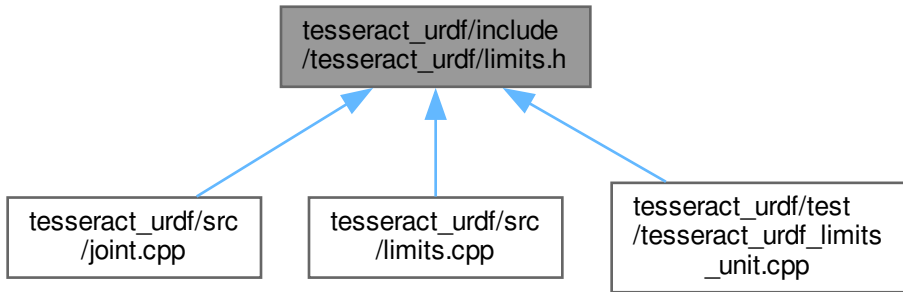 tesseract_urdf/include
/tesseract_urdf/limits.h
tesseract_urdf/src
/joint.cpp
tesseract_urdf/src
/limits.cpp
tesseract_urdf/test
/tesseract_urdf_limits
_unit.cpp